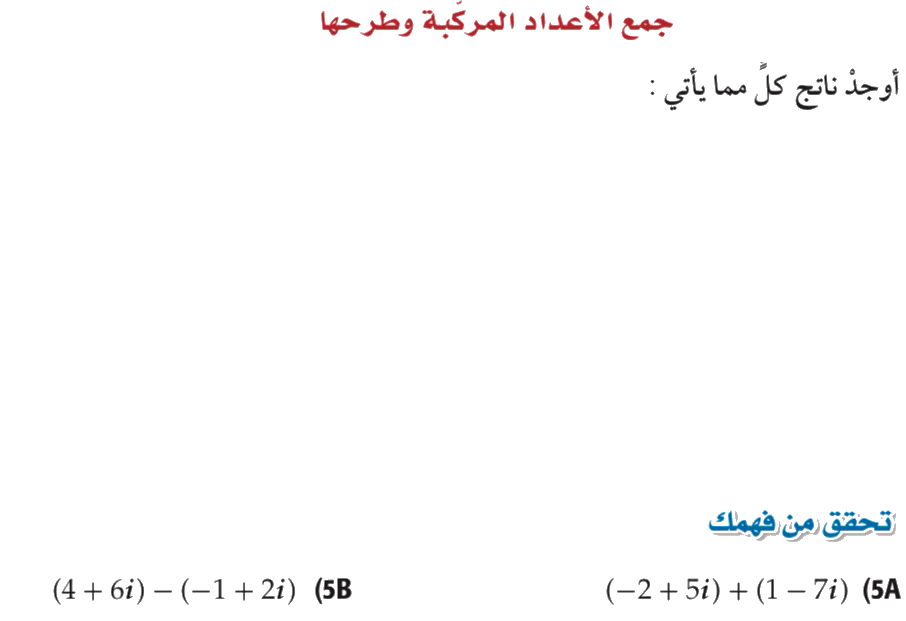 جمع الأعداد المركّبة وطرحها
أوجدْ ناتج كلٍّ مما يأتي :
تحقق من فهمك
(5A (−2 + 5i) + (1 − 7i)
(5B (4 + 6i) − (−1 + 2i)